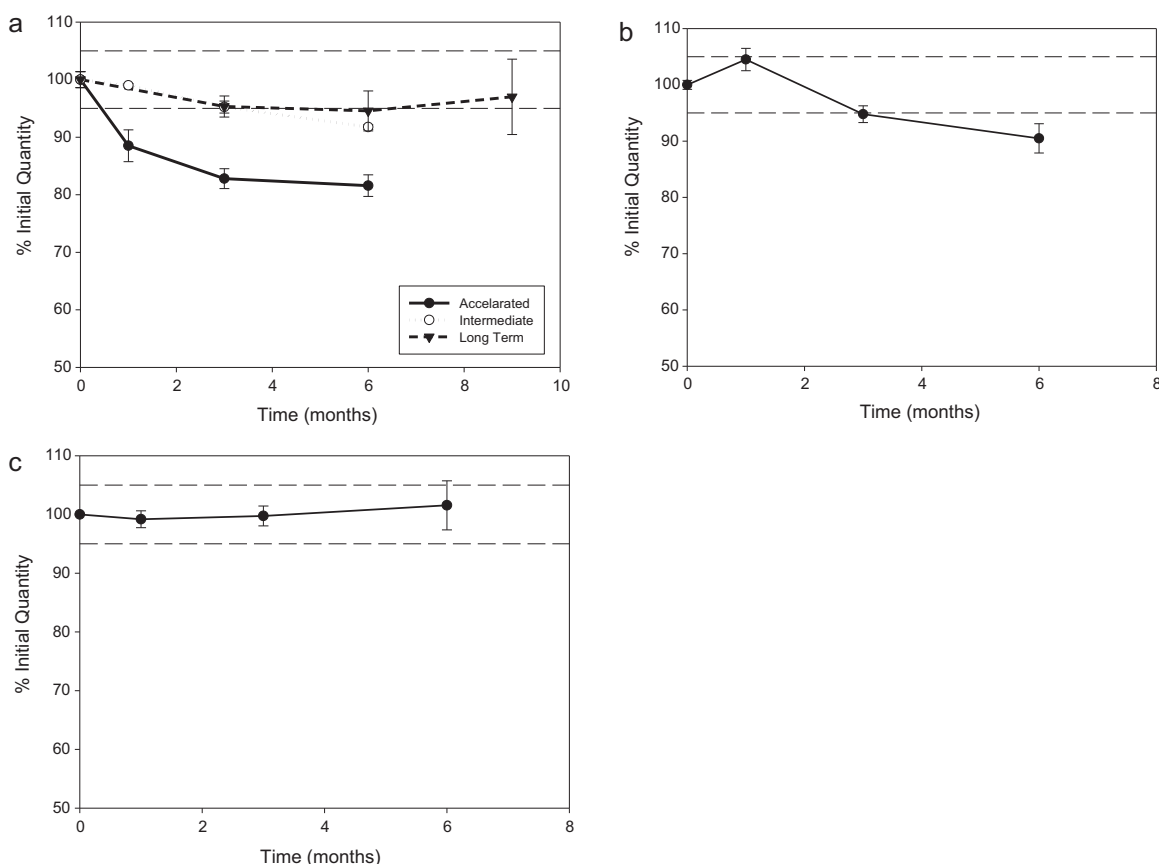 a
110
100
90
80
70
60
50
% Initial Quantity
0 2 4 6 8 10
Time (months)
Accelarated
Intermediate
Long Term
b
110
100
90
80
70
60
50
% Initial Quantity
0 2 4 6 8
Time (months)
c
110
100
90
80
70
60
50
% Initial Quantity
0 2 4 6 8
Time (months)